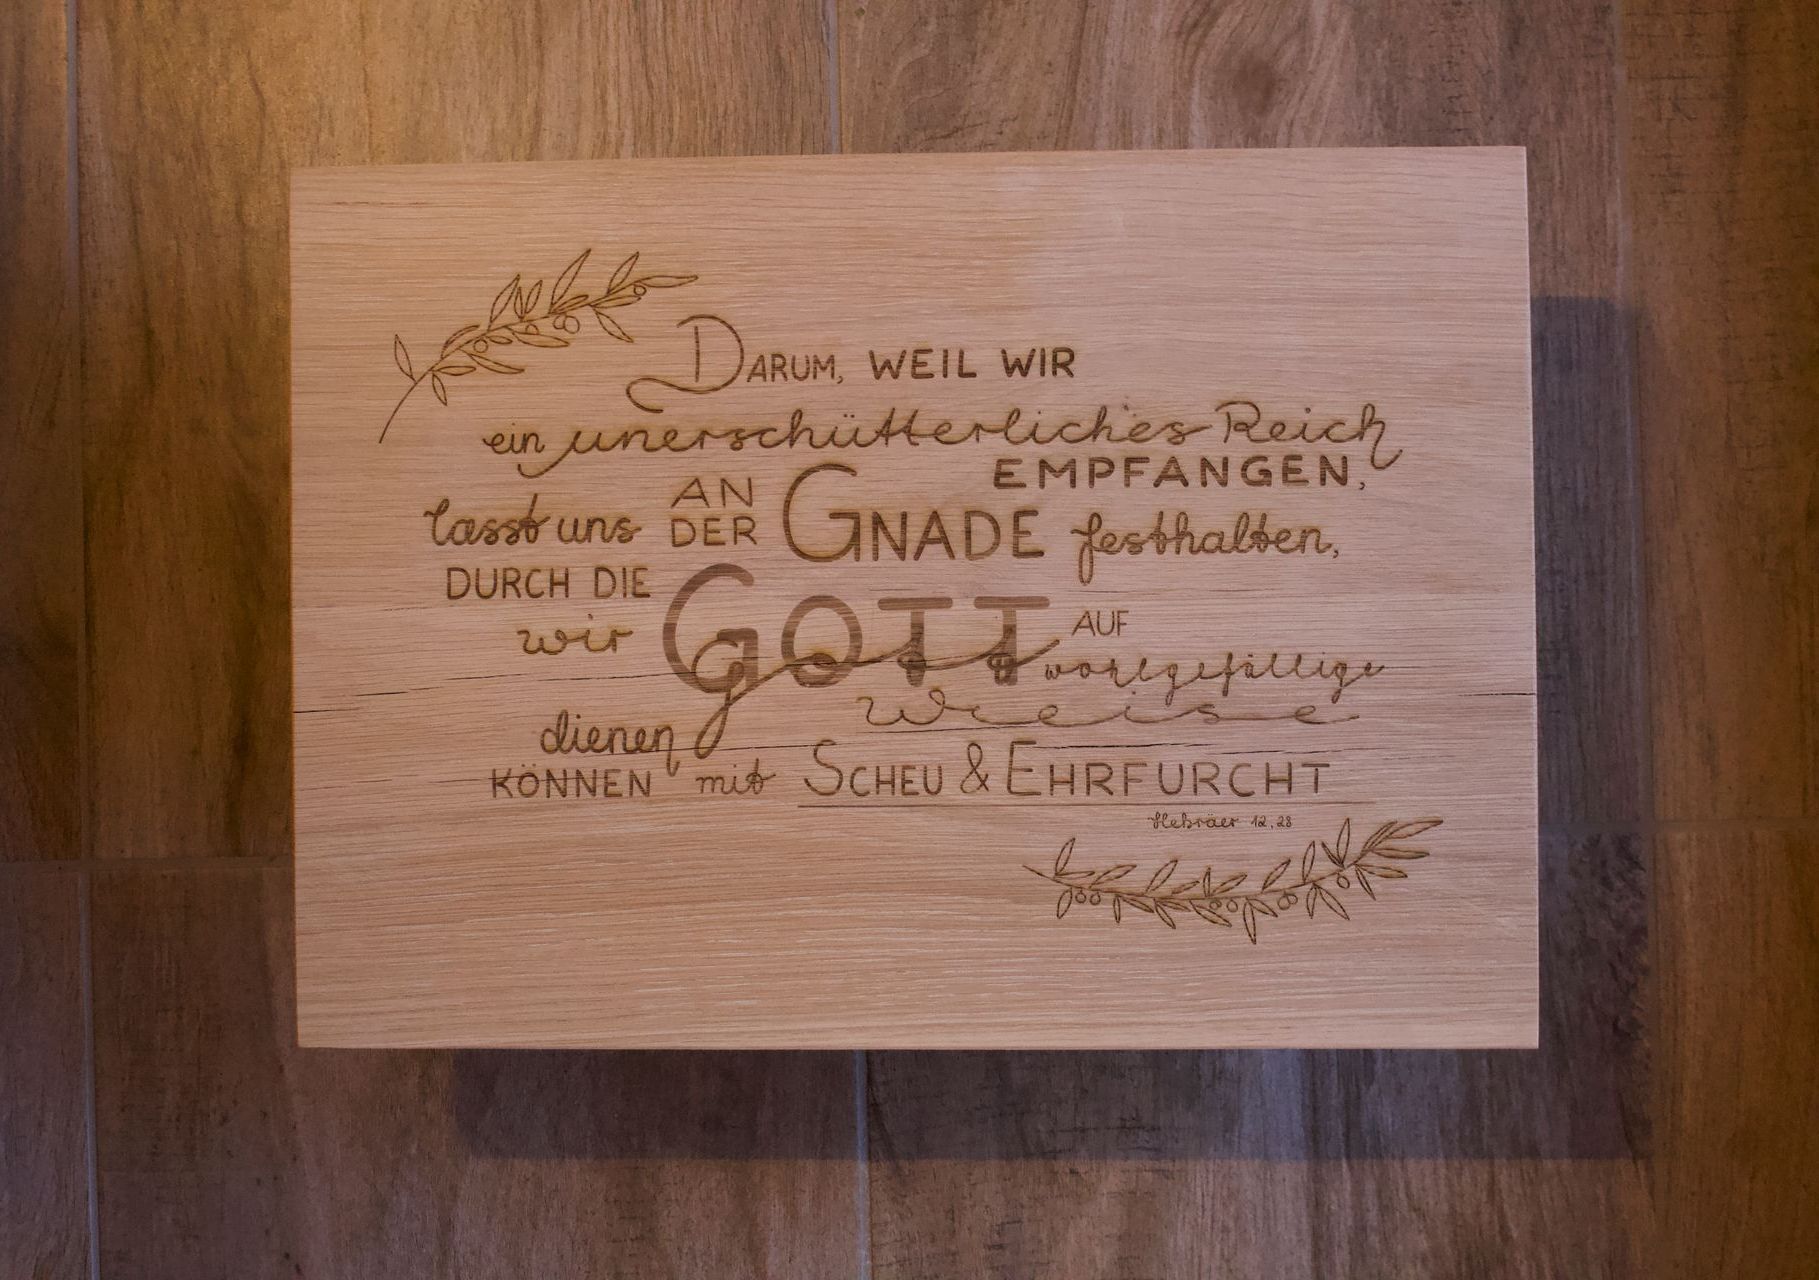 DARUM, WEIL WIR
ein unerschütterliches Reich
EMPFANGEN,
lasst uns AN DER GNADE festhalten,
DURCH DIE
wir GOTT AUF
gott wohlgefällige
Weise
dienen
KÖNNEN mit SCHEU & EHRFURCHT
Hebräer 12,28